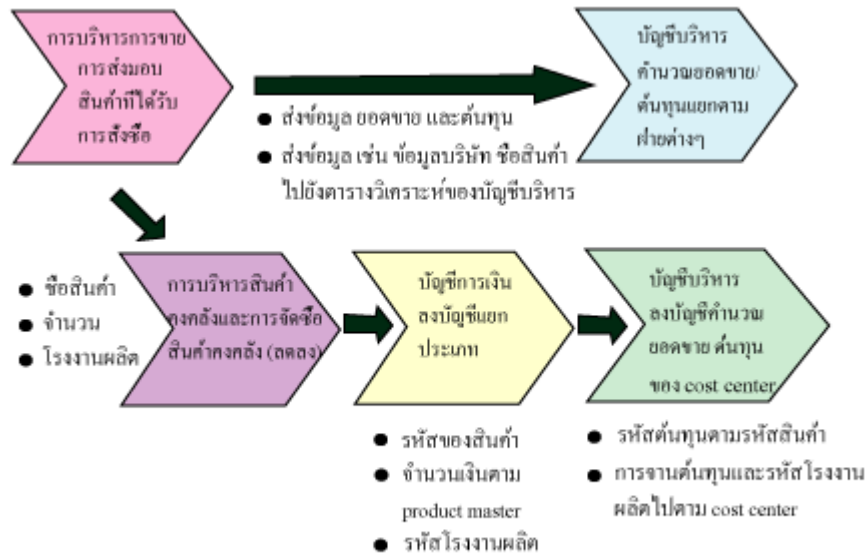 การบริหารการขาย
การส่งมอบ
สินค้าที่ได้รับ
การสั่งซื้อ
● ส่งข้อมูล ยอดขาย และต้นทุน
● ส่งข้อมูล เช่น ข้อมูลบริษัท ชื่อสินค้า
ไปยังตารางวิเคราะห์ของบัญชีบริหาร
บัญชีบริหาร
คำนวณยอดขาย/
ต้นทุนแยกตาม
ฝ่ายต่างๆ
● ชื่อสินค้า
● จำนวน
● โรงงานผลิต
การบริหารสินค้า
คงคลังและการจัดซื้อ
สินค้าคงคลัง (ลดลง)
บัญชีการเงิน
ลงบัญชีแยก
ประเภท
● รหัสของสินค้า
● จำนวนเงินตาม
product master
● รหัสโรงงานผลิต
บัญชีบริหาร
ลงบัญชีคำนวณ
ยอดขาย ต้นทุน
ของ cost center
● รหัสต้นทุนตามรหัสสินค้า
● การจานต้นทุนและรหัสโรงงาน
ผลิตไปตาม cost center